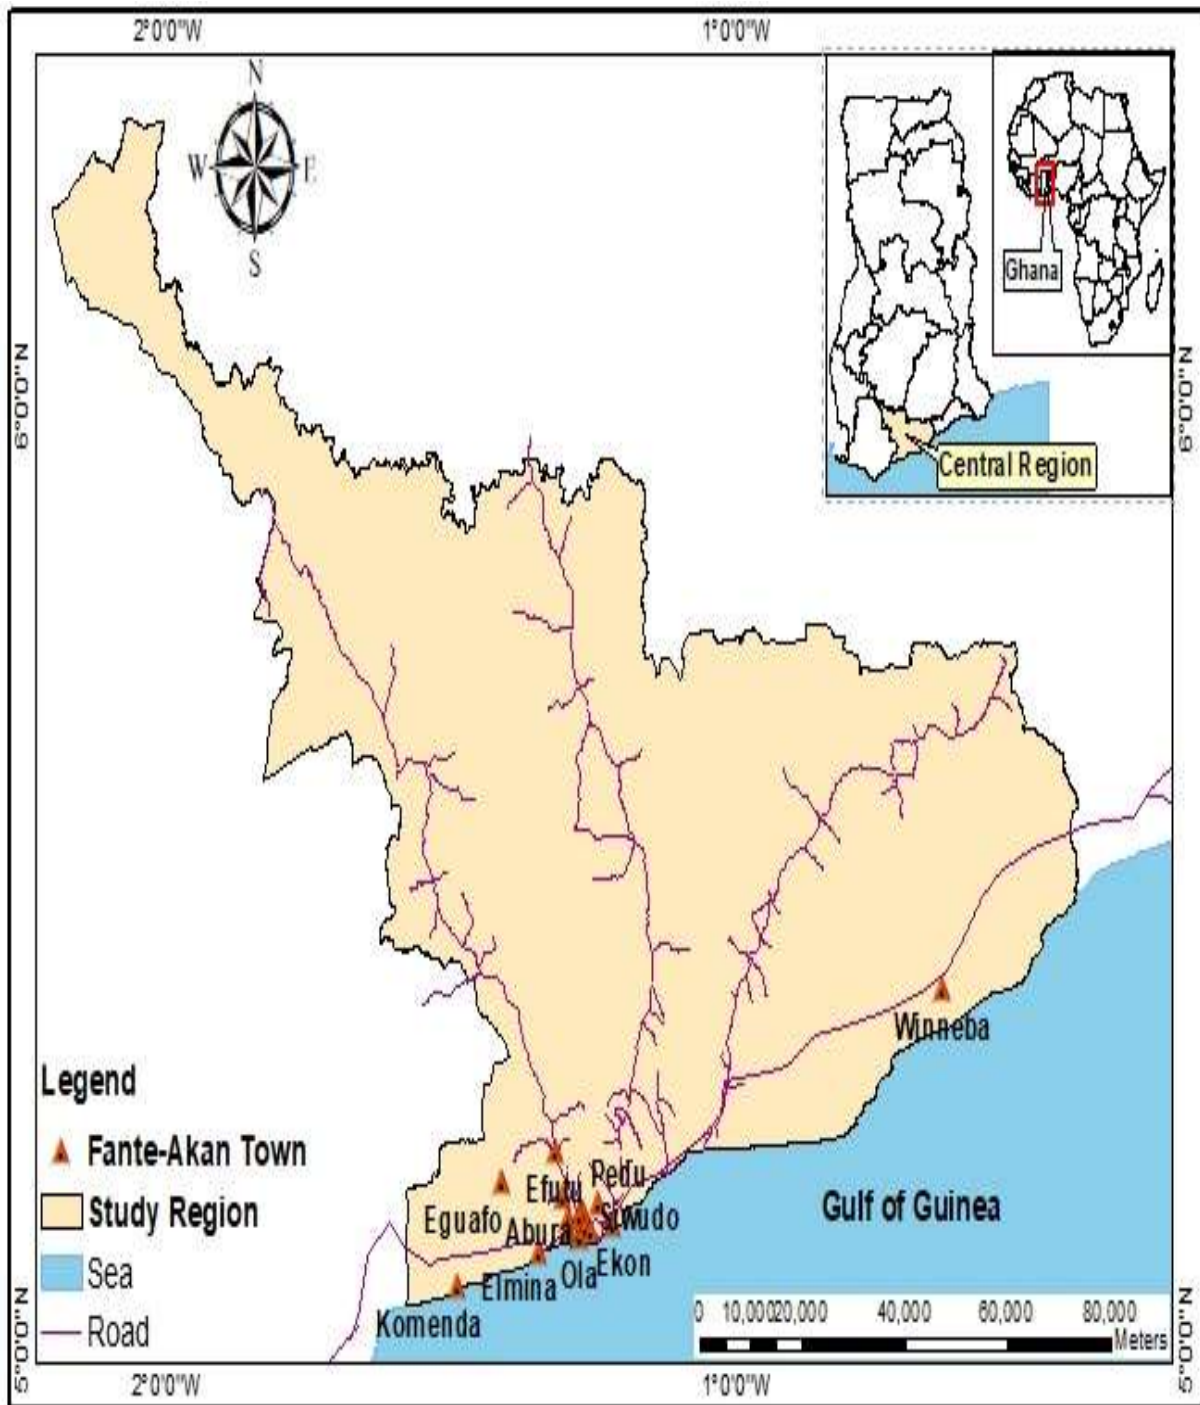 2°0'0"W 1°0'0"W
N
W E
S
Ghana
Central Region
6°0'0"N 6°0'0"N
Winneba
Legend
Fante-Akan Town
Study Region
Sea
Road
Pedu
Efutu
Eguafo
Abura
Ekon
Elmina
Ola
Komenda
Gulf of Guinea
0 10,000 20,000 40,000 60,000 80,000
Meters
5°0'0"N 5°0'0"N
2°0'0"W 1°0'0"W